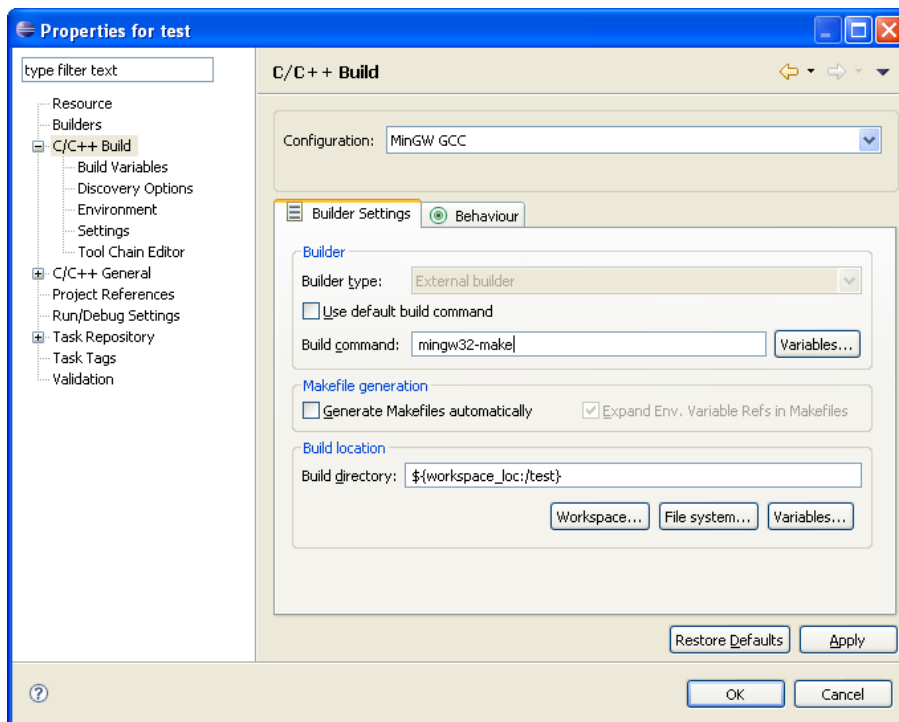 Properties for test
type filter text
Resource
Builders
C/C++ Build
Build Variables
Discovery Options
Environment
Settings
Tool Chain Editor
C/C++ General
Project References
Run/Debug Settings
Task Repository
Task Tags
Validation
C/C++ Build
Configuration: MinGW GCC
Builder Settings Behaviour
Builder
Builder type: External builder
Use default build command
Build command: mingw32-make Variables...
Makefile generation
Generate Makefiles automatically Expand Env. Variable Refs in Makefiles
Build location
Build directory: ${workspace_loc:/test}
Workspace... File system... Variables...
Restore Defaults Apply
OK Cancel